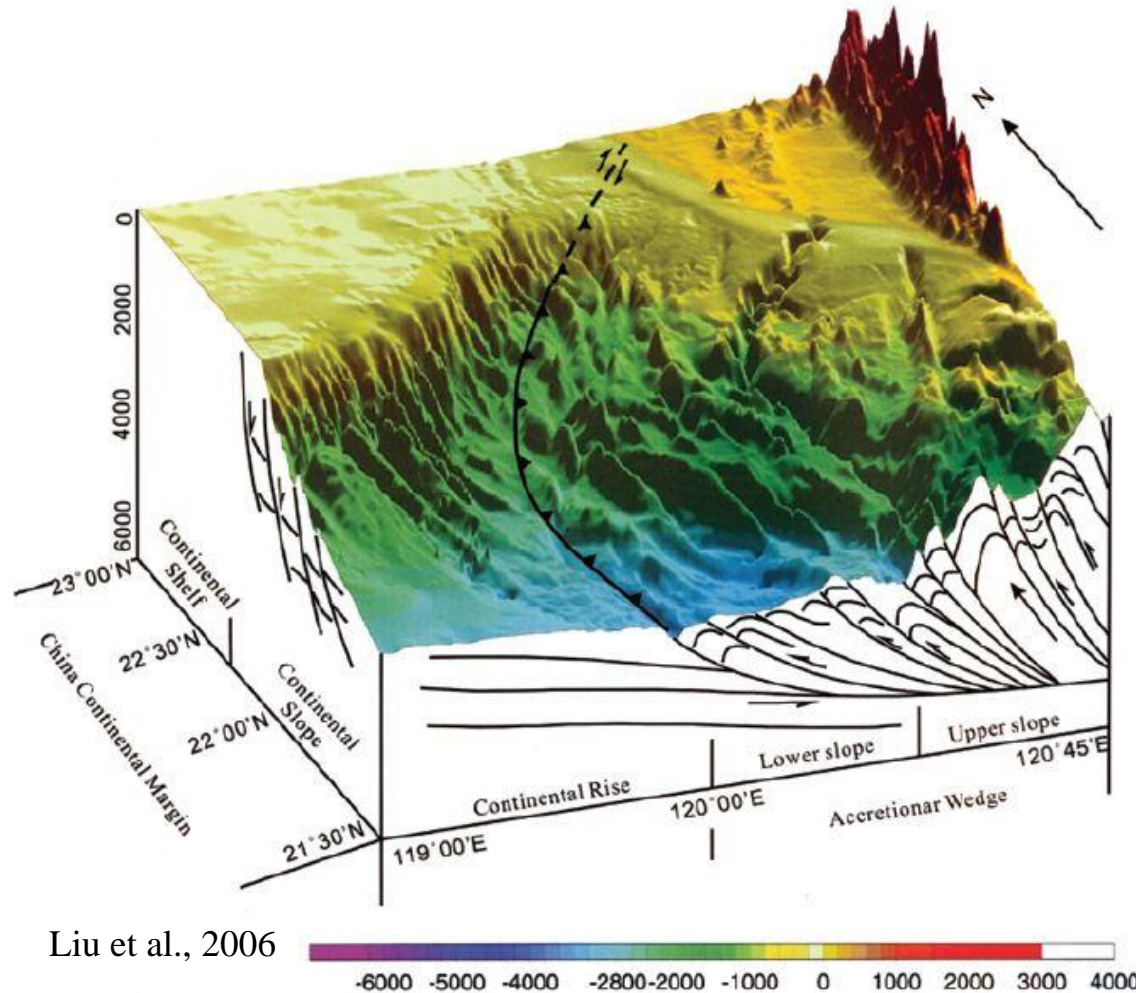 N
0
2000
4000
6000
23°00'N
22°30'N
22°00'N
21°30'N
Continental
Shelf
Continental
Slope
China Continental Margin
119°00'E
120°00'E
120°45'E
Continental Rise
Lower slope
Upper slope
Accretionar Wedge
Liu et al., 2006
-6000 -5000 -4000 -2800 -2000 -1000 0 1000 2000 3000 4000